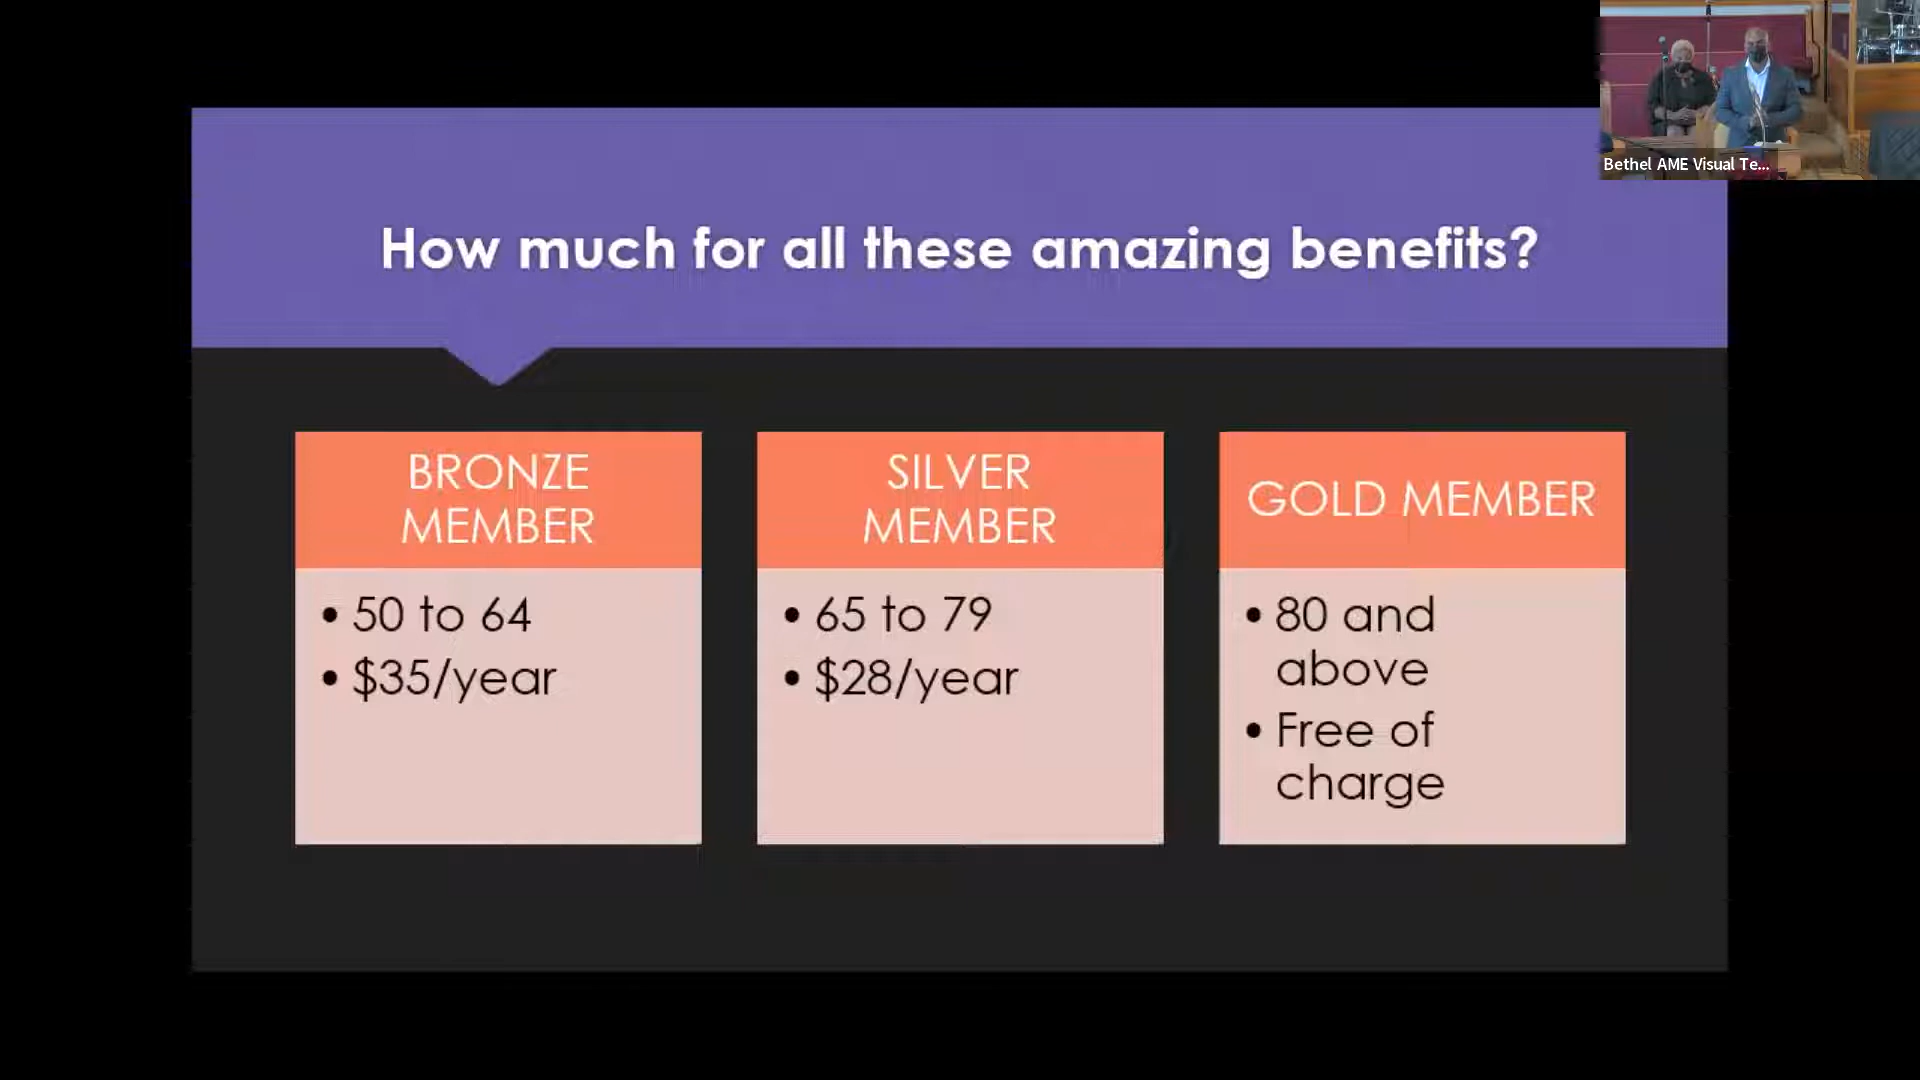 Bethel AME Visual Te...
How much for all these amazing benefits?
BRONZE
MEMBER
• 50 to 64
• $35/year
SILVER
MEMBER
• 65 to 79
• $28/year
GOLD MEMBER
• 80 and
above
• Free of
charge